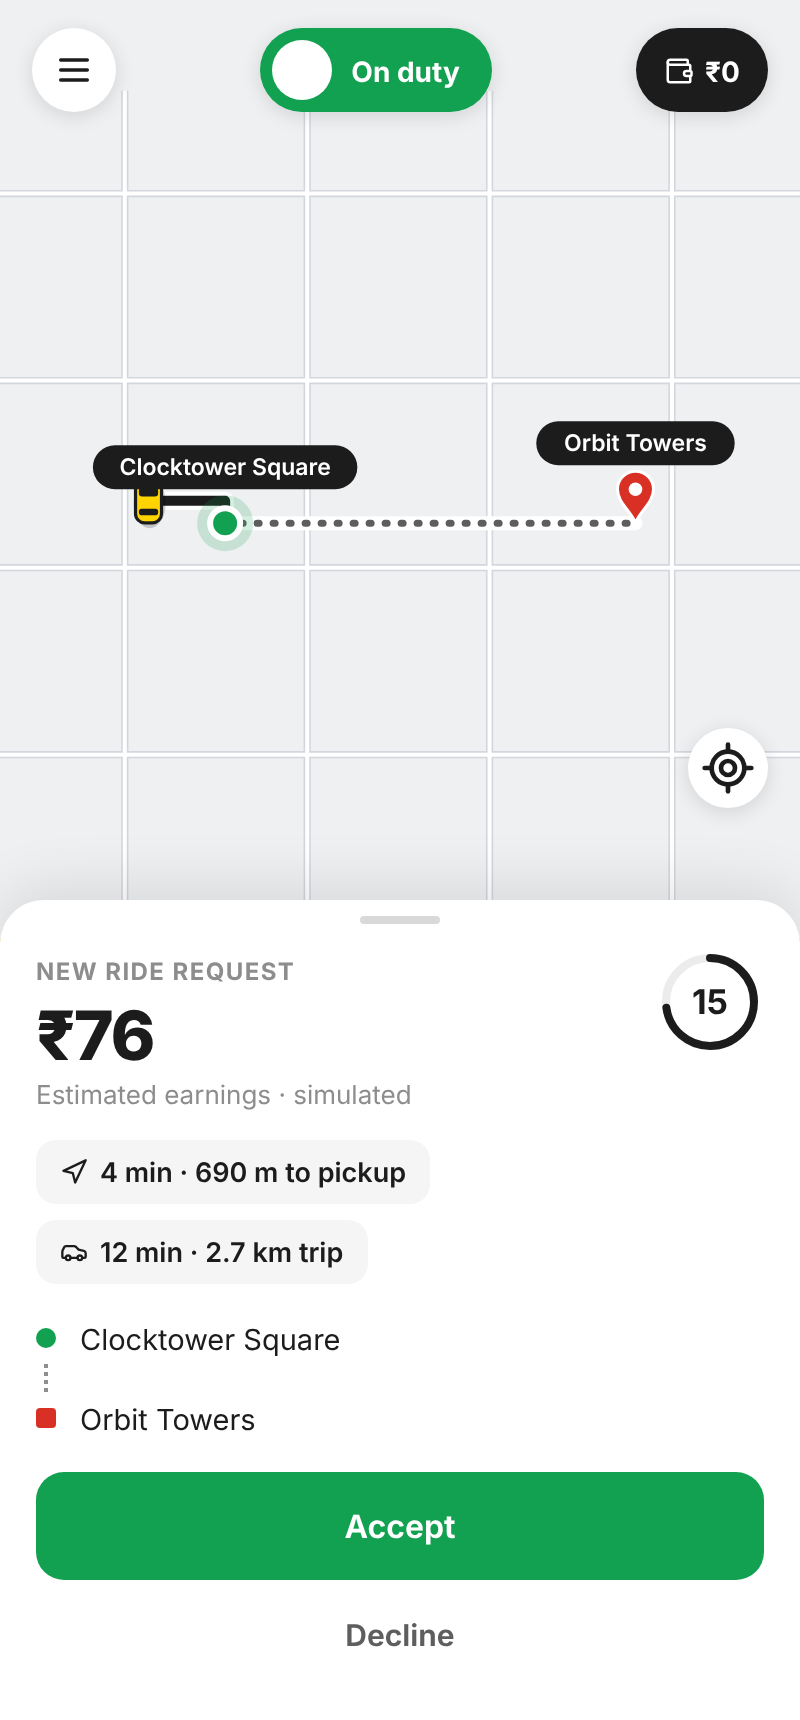 On duty
₹0
Clocktower Square
Orbit Towers
NEW RIDE REQUEST
15
₹76
Estimated earnings · simulated
4 min · 690 m to pickup
12 min · 2.7 km trip
Clocktower Square
Orbit Towers
Accept
Decline